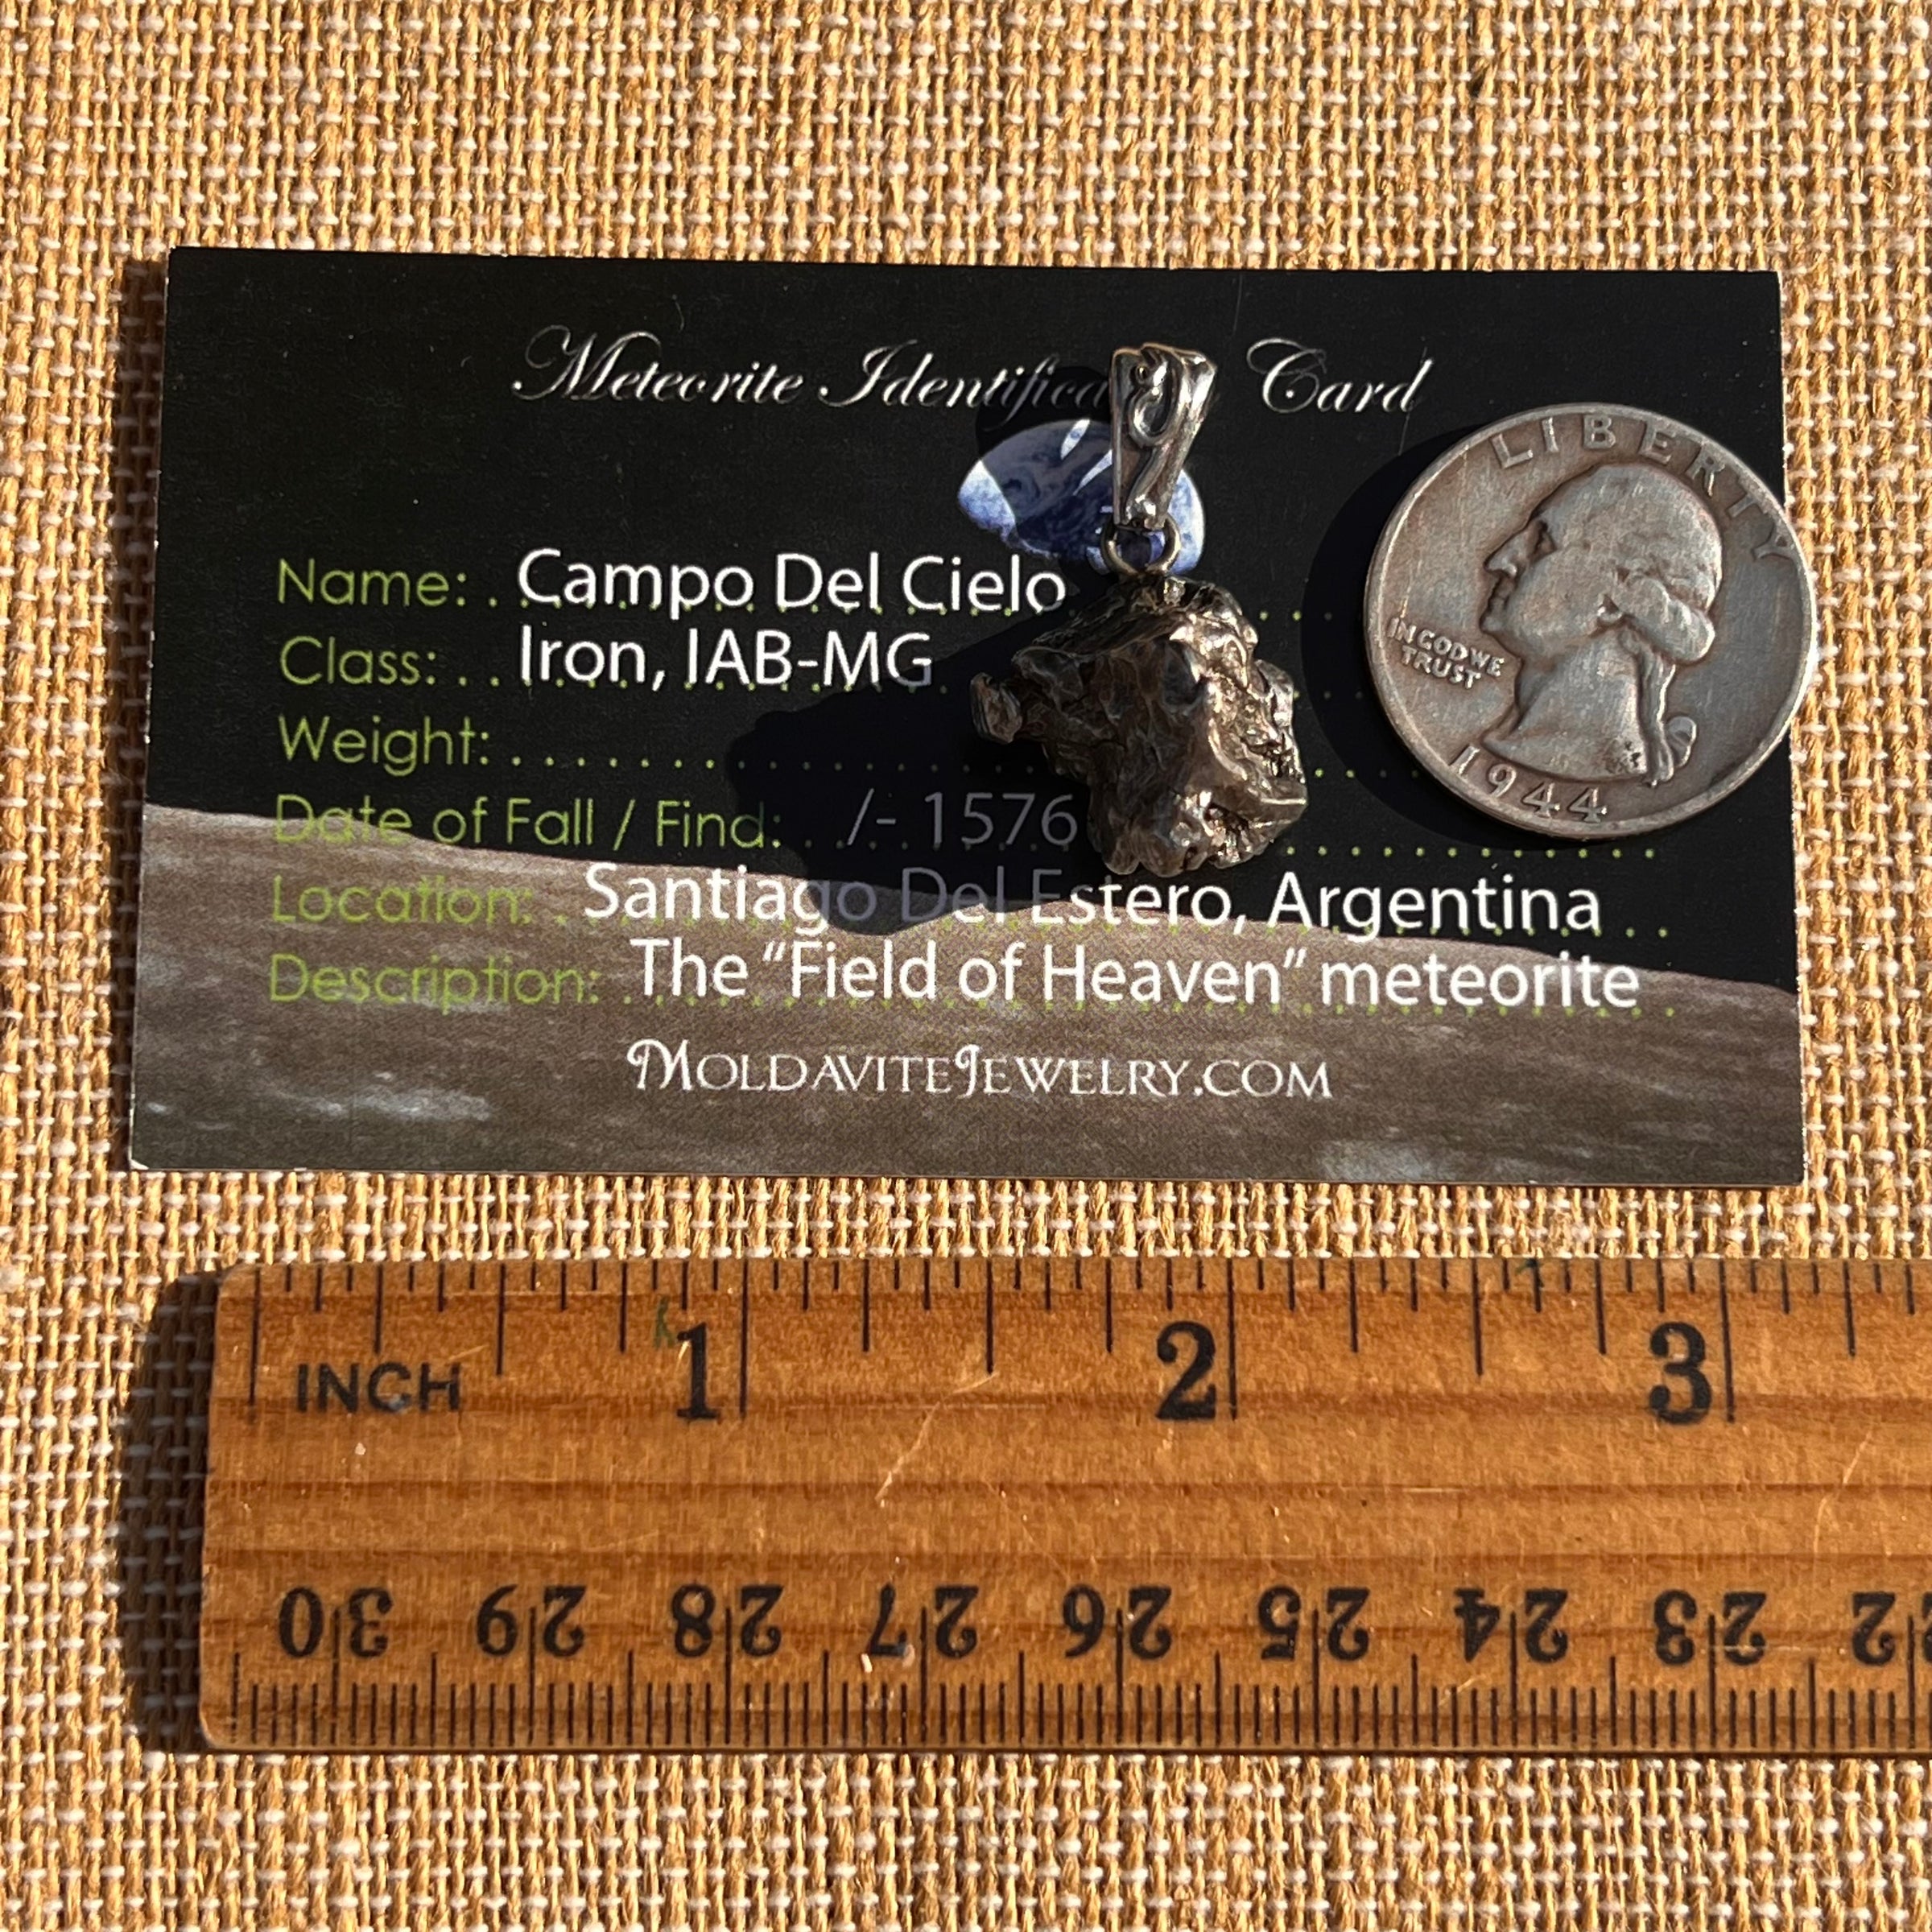 Meteorite Identifica Card
Name: Campo Del Cielo
Class: Iron, IAB-MG
Weight:
Date of Fall / Find: /- 1576
Location: Santiago Del Estero, Argentina
Description: The "Field of Heaven" meteorite
MOLDAVITEJEWELRY.COM
LIBERTY
IN GOD WE
TRUST
1944
1 2 3
INCH
30 29 28 27 26 25 24 23